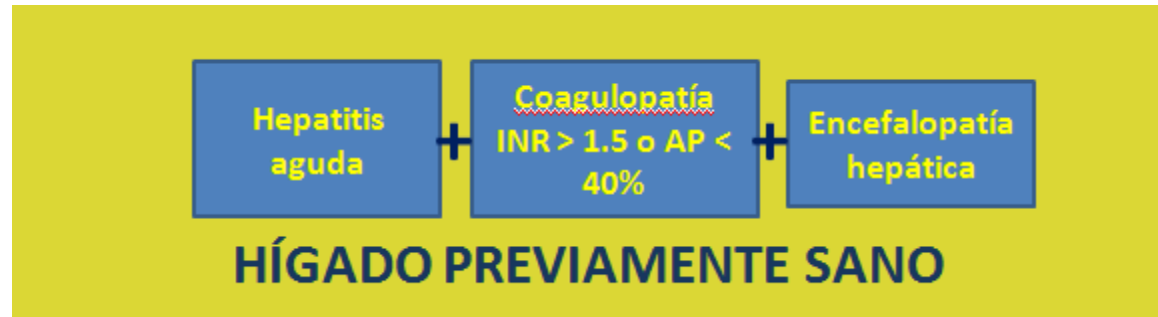 Hepatitis
aguda
+
Coagulopatía
INR > 1.5 o AP <
40%
+
Encefalopatía
hepática
HÍGADO PREVIAMENTE SANO